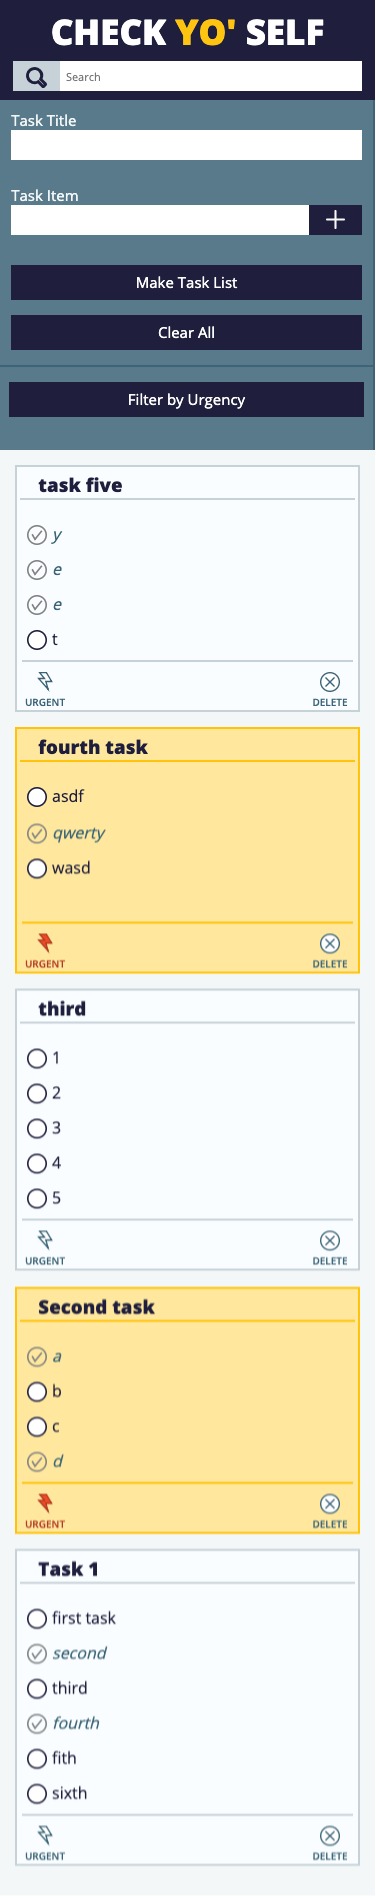 CHECK YO' SELF
Search
Task Title
Task Item
Make Task List
Clear All
Filter by Urgency
task five
y
e
e
t
URGENT DELETE
fourth task
asdf
qwerty
wasd
URGENT DELETE
third
1
2
3
4
5
URGENT DELETE
Second task
a
b
c
d
URGENT DELETE
Task 1
first task
second
third
fourth
fith
sixth
URGENT DELETE